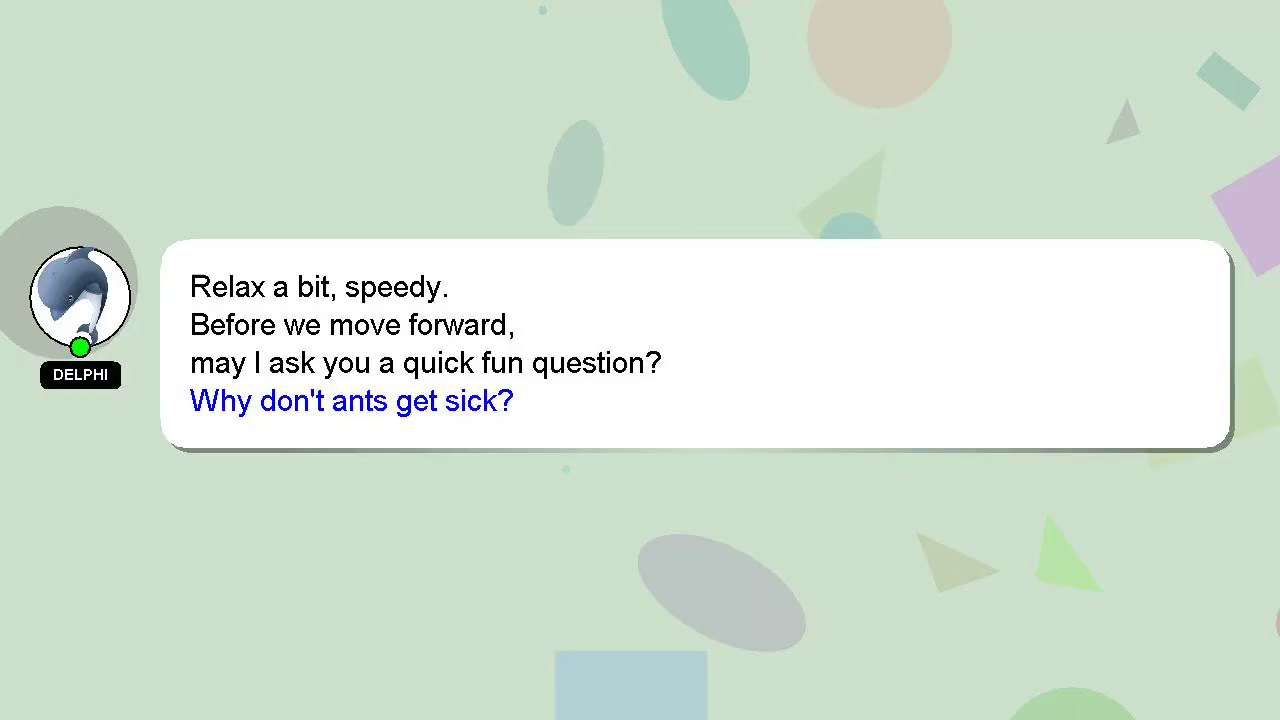 Relax a bit, speedy.
Before we move forward,
may I ask you a quick fun question?
Why don't ants get sick?
DELPHI